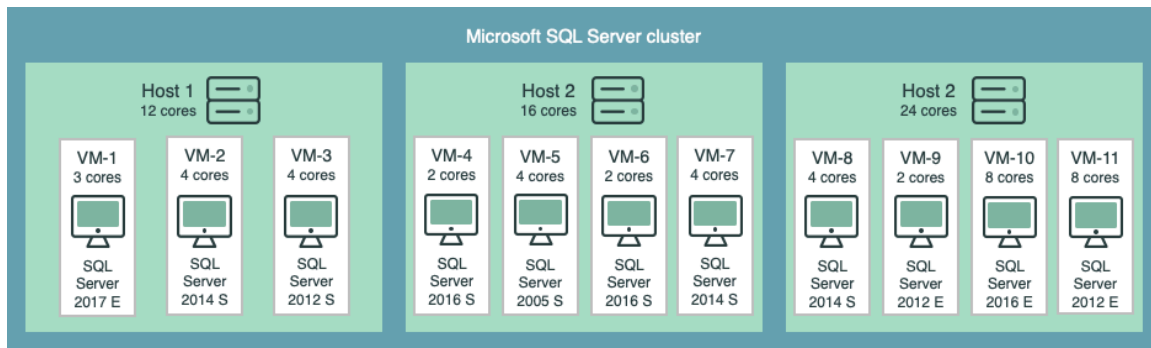 Microsoft SQL Server cluster
Host 1
12 cores
VM-1
3 cores
SQL
Server
2017 E
VM-2
4 cores
SQL
Server
2014 S
VM-3
4 cores
SQL
Server
2012 S
Host 2
16 cores
VM-4
2 cores
SQL
Server
2016 S
VM-5
4 cores
SQL
Server
2005 S
VM-6
2 cores
SQL
Server
2016 S
VM-7
4 cores
SQL
Server
2014 S
Host 2
24 cores
VM-8
4 cores
SQL
Server
2014 S
VM-9
2 cores
SQL
Server
2012 E
VM-10
8 cores
SQL
Server
2016 E
VM-11
8 cores
SQL
Server
2012 E